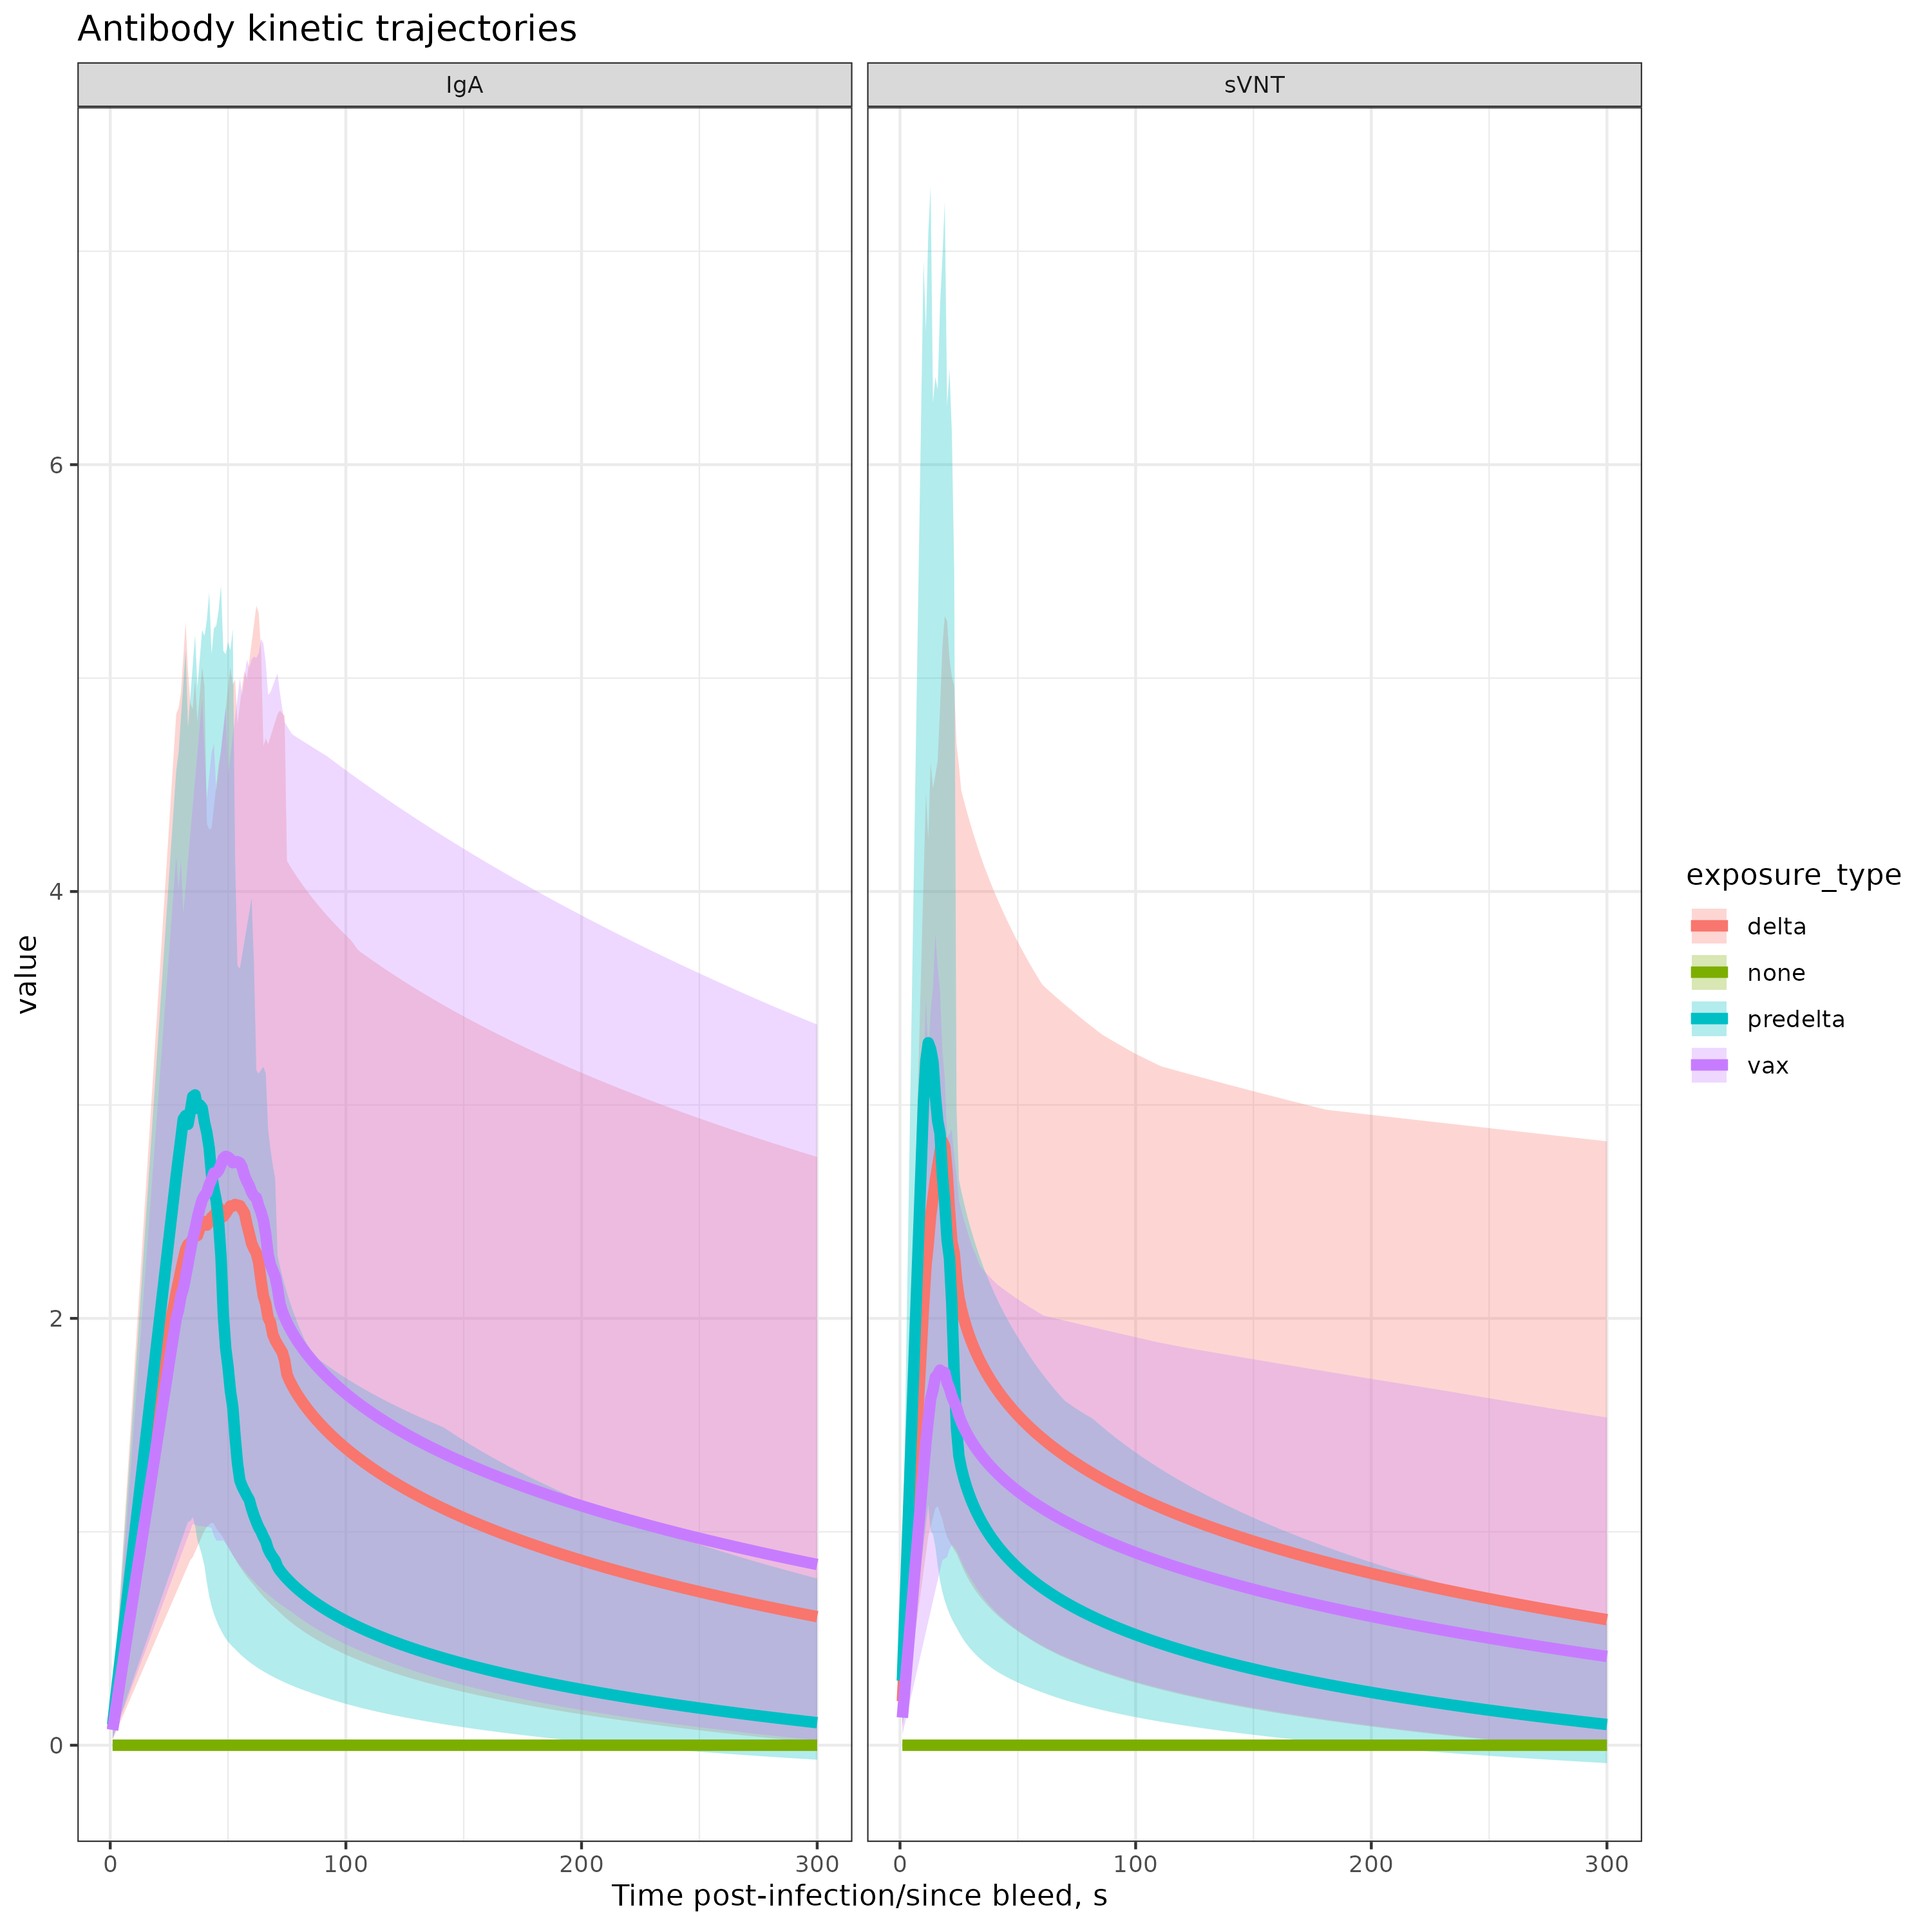 Antibody kinetic trajectories
IgA
sVNT
value
6
4
2
0
0
100
200
300
0
100
200
300
Time post-infection/since bleed, s
exposure_type
delta
none
predelta
vax